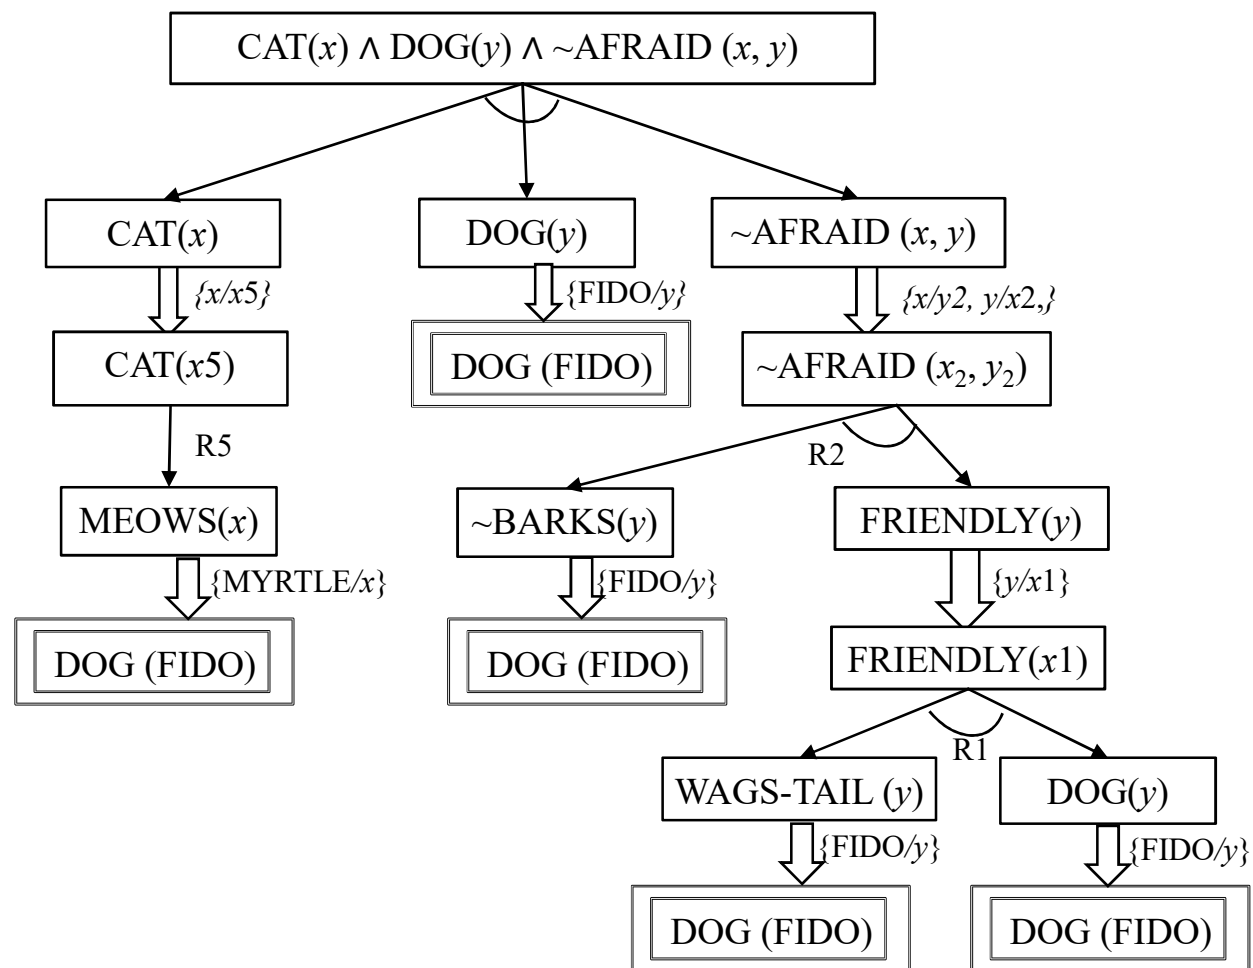 CAT(x) ∧ DOG(y) ∧ ~AFRAID (x, y)
CAT(x)
DOG(y)
~AFRAID (x, y)
{x/x5}
{FIDO/y}
{x/y2, y/x2,}
CAT(x5)
DOG (FIDO)
~AFRAID (x₂, y₂)
R5
R2
MEOWS(x)
~BARKS(y)
FRIENDLY(y)
{MYRTLE/x}
{FIDO/y}
{y/x1}
DOG (FIDO)
DOG (FIDO)
FRIENDLY(x1)
R1
WAGS-TAIL (y)
DOG(y)
{FIDO/y}
{FIDO/y}
DOG (FIDO)
DOG (FIDO)